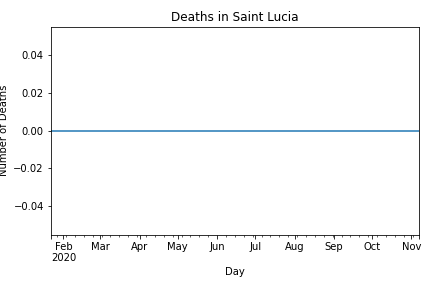 Deaths in Saint Lucia
Number of Deaths
0.04
0.02
0.00
−0.02
−0.04
Feb Mar Apr May Jun Jul Aug Sep Oct Nov
2020
Day